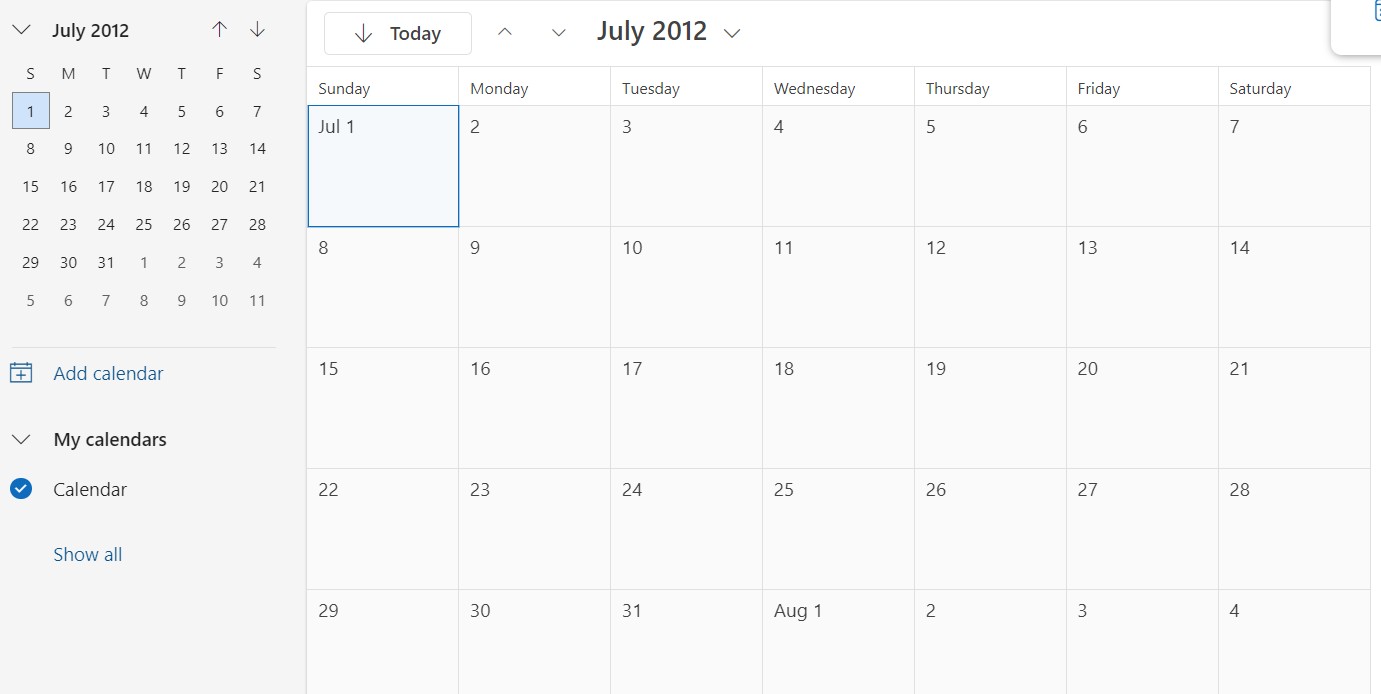 July 2012
S M T W T F S
1 2 3 4 5 6 7
8 9 10 11 12 13 14
15 16 17 18 19 20 21
22 23 24 25 26 27 28
29 30 31 1 2 3 4
5 6 7 8 9 10 11
Add calendar
My calendars
Calendar
Show all
Today July 2012
Sunday Monday Tuesday Wednesday Thursday Friday Saturday
Jul 1 2 3 4 5 6 7
8 9 10 11 12 13 14
15 16 17 18 19 20 21
22 23 24 25 26 27 28
29 30 31 Aug 1 2 3 4